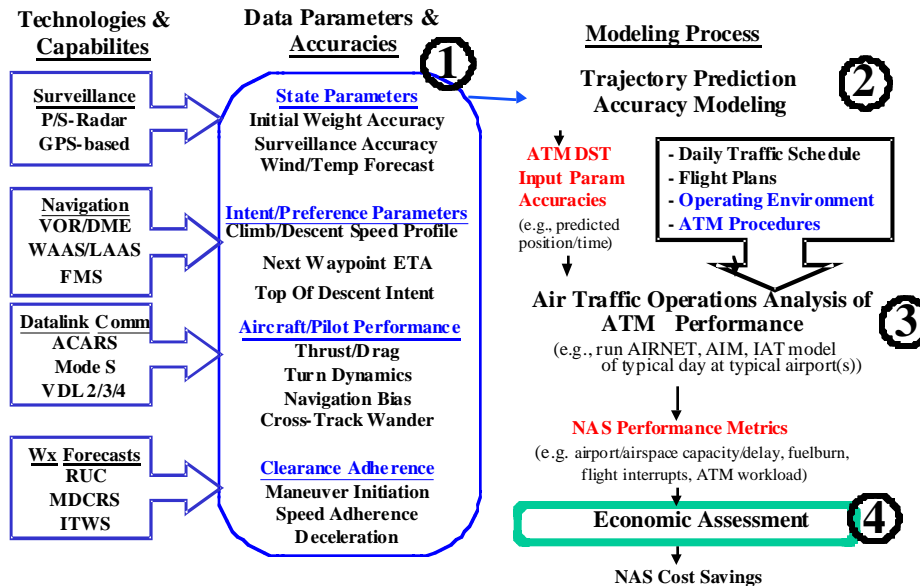 Technologies &
Capabilites
Surveillance
P/S-Radar
GPS-based
Navigation
VOR/DME
WAAS/LAAS
FMS
Datalink Comm
ACARS
Mode S
VDL 2/3/4
Wx Forecasts
RUC
MDCRS
ITWS
Data Parameters &
Accuracies
1
State Parameters
Initial Weight Accuracy
Surveillance Accuracy
Wind/Temp Forecast
Intent/Preference Parameters
Climb/Descent Speed Profile
Next Waypoint ETA
Top Of Descent Intent
Aircraft/Pilot Performance
Thrust/Drag
Turn Dynamics
Navigation Bias
Cross-Track Wander
Clearance Adherence
Maneuver Initiation
Speed Adherence
Deceleration
Modeling Process
Trajectory Prediction
Accuracy Modeling
2
ATM DST
Input Param
Accuracies
(e.g., predicted
position/time)
- Daily Traffic Schedule
- Flight Plans
- Operating Environment
- ATM Procedures
Air Traffic Operations Analysis of
ATM Performance
3
(e.g., run AIRNET, AIM, IAT model
of typical day at typical airport(s))
NAS Performance Metrics
(e.g. airport/airspace capacity/delay, fuelburn,
flight interrupts, ATM workload)
Economic Assessment
4
NAS Cost Savings